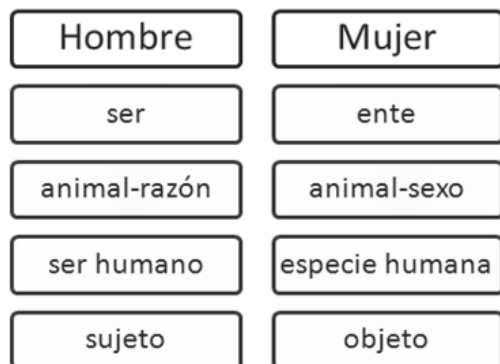 Hombre Mujer
ser ente
animal-razón animal-sexo
ser humano especie humana
sujeto objeto